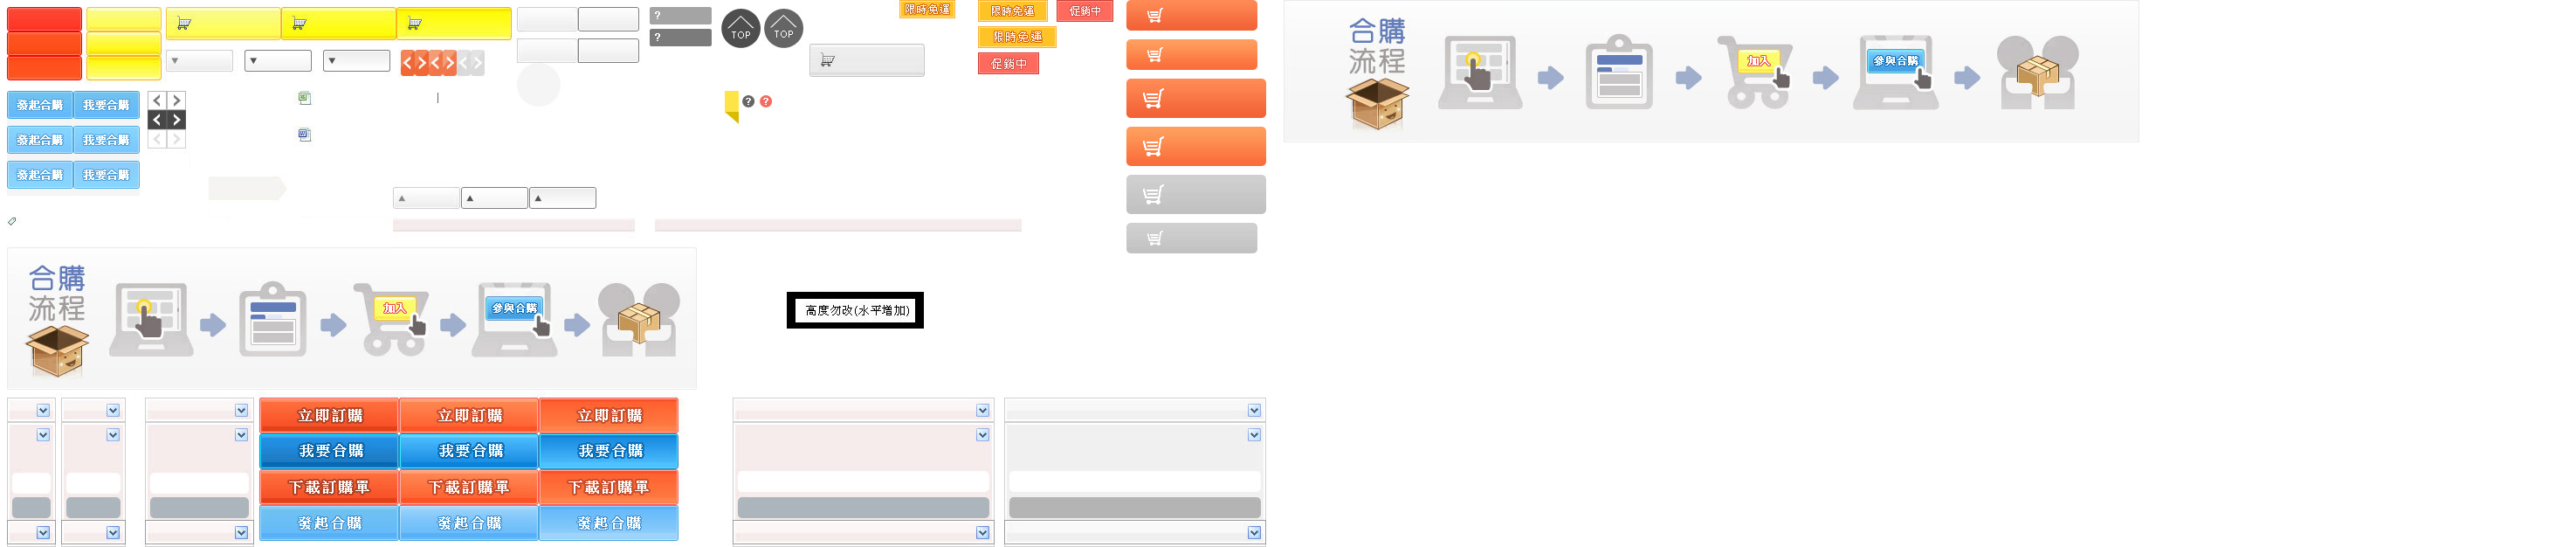 限時免運
限時免運
促銷中
限時免運
促銷中
?
?
TOP
TOP
發起合購
我要合購
? ?
發起合購
我要合購
發起合購
我要合購
合購
流程
加入
參與合購
合購
流程
加入
參與合購
高度勿改(水平增加)
立即訂購
立即訂購
立即訂購
我要合購
我要合購
我要合購
下載訂購單
下載訂購單
下載訂購單
發起合購
發起合購
發起合購